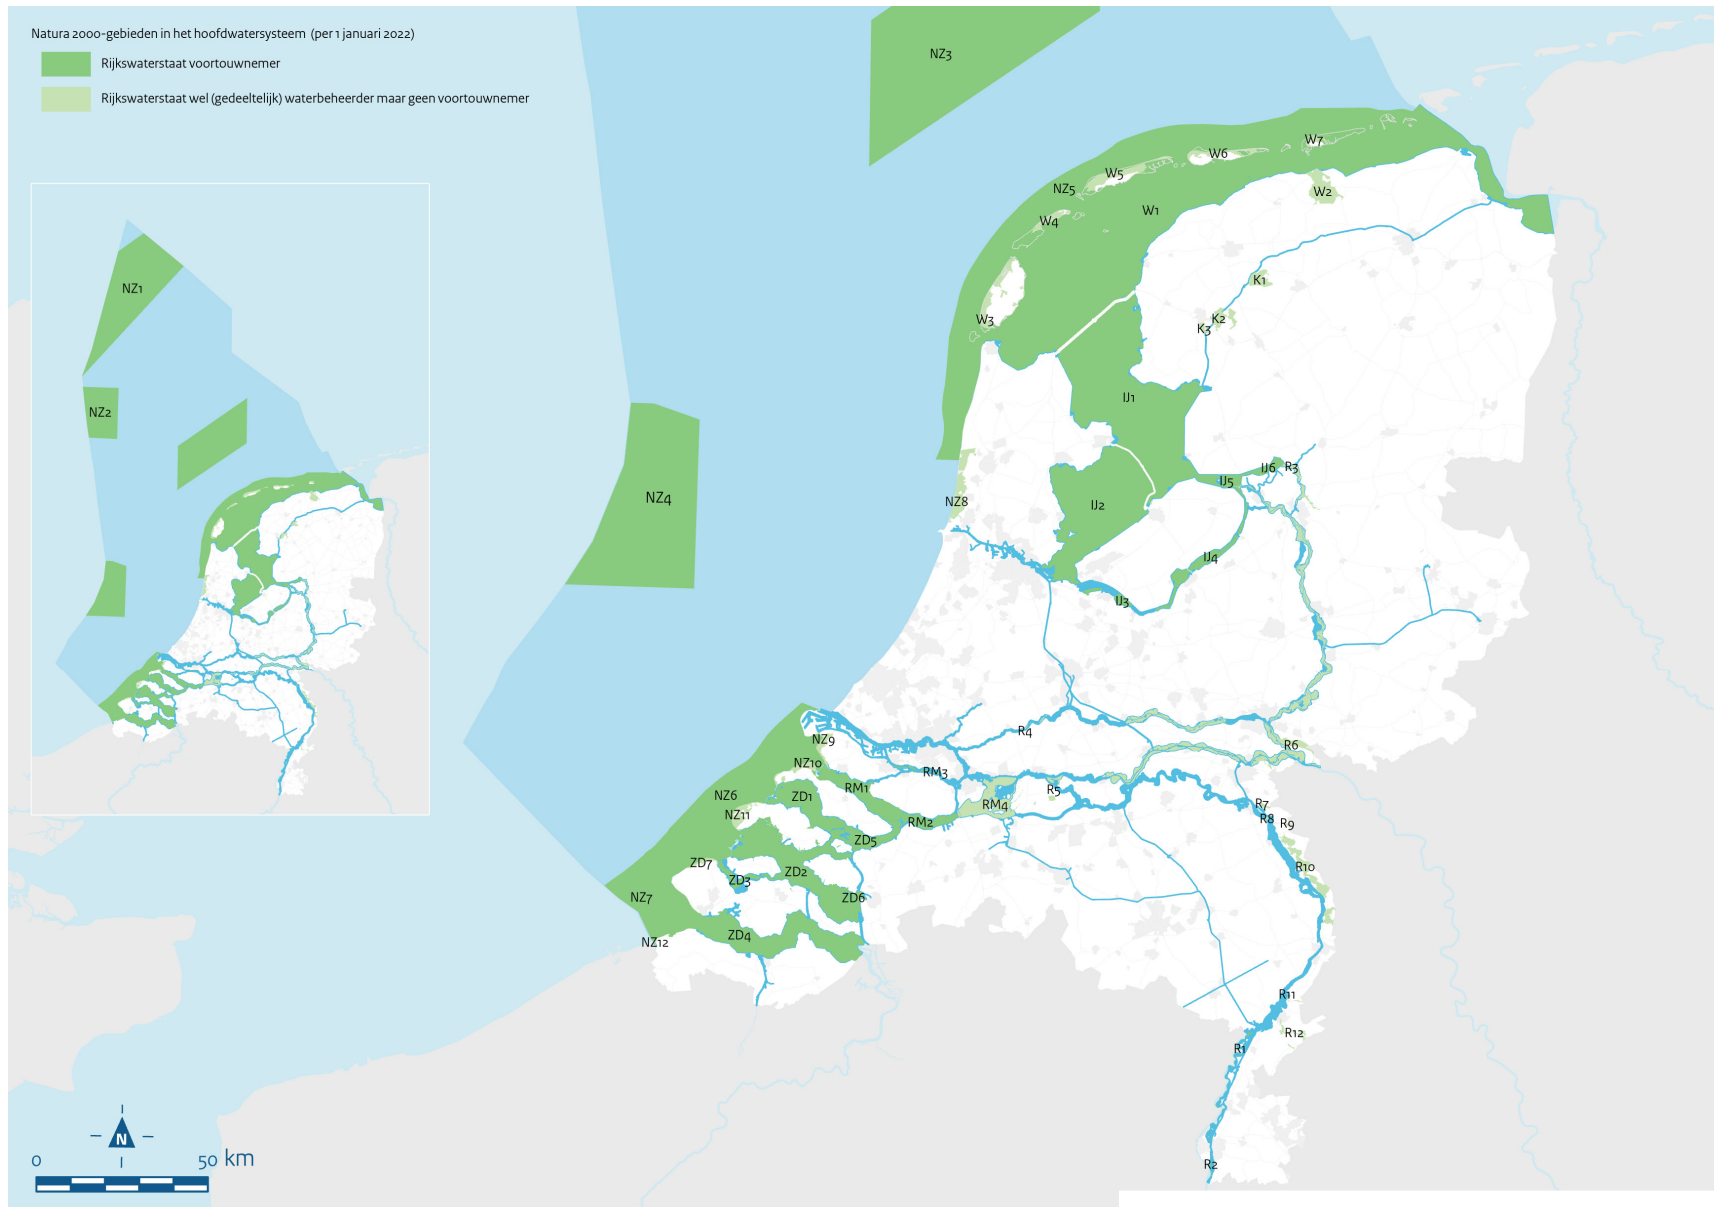 Natura 2000-gebieden in het hoofdwatersysteem (per 1 januari 2022)
Rijkswaterstaat voortouwnemer
Rijkswaterstaat wel (gedeeltelijk) waterbeheerder maar geen voortouwnemer
NZ3
W7
W6
W5
NZ5
W2
W1
W4
K1
NZ1
W3
K2
K3
IJ1
NZ2
IJ6
R3
IJ5
NZ4
NZ8
IJ2
IJ4
IJ3
R4
NZ9
R6
NZ10
RM3
RM1
R5
NZ6
ZD1
RM4
R7
NZ11
R8
RM2
R9
ZD5
ZD7
R10
ZD2
ZD3
NZ7
ZD6
ZD4
NZ12
R11
R12
R1
N
0
50 km
R2